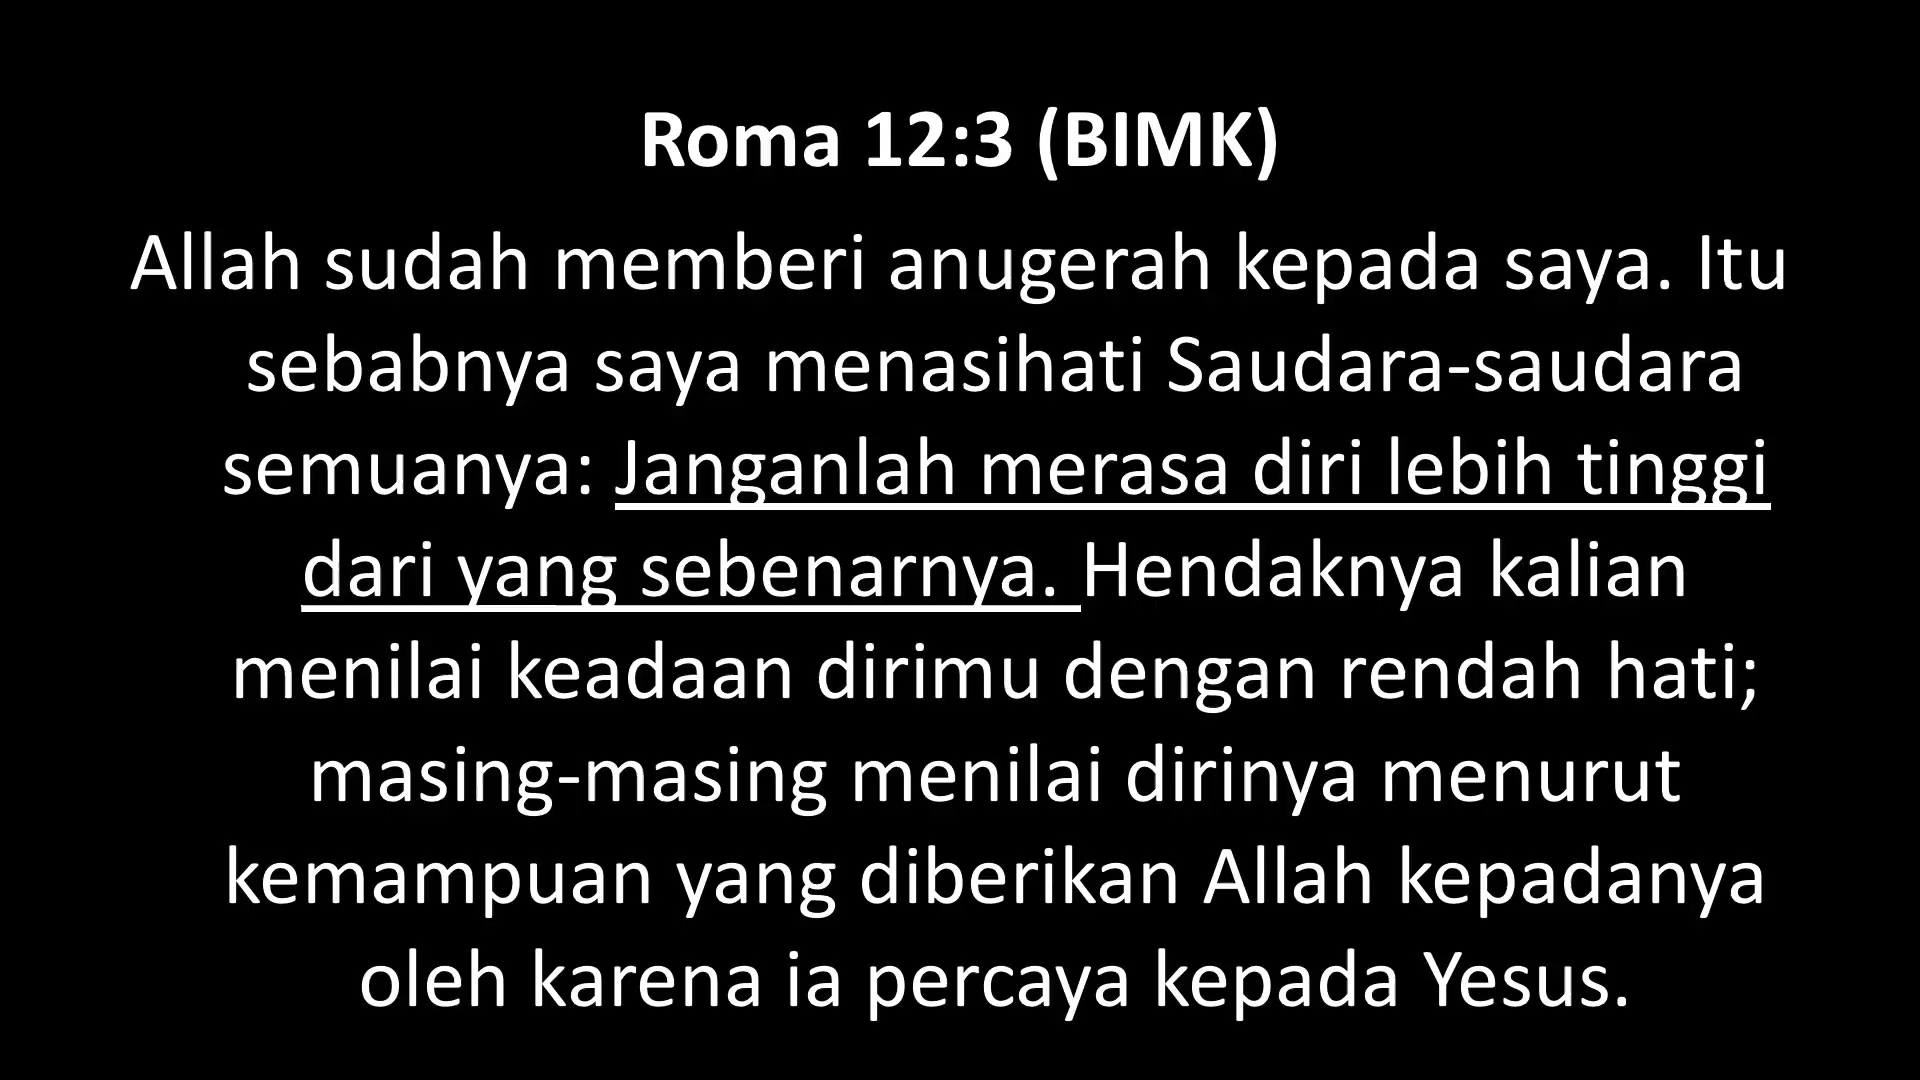 Roma 12:3 (BIMK)
Allah sudah memberi anugerah kepada saya. Itu
sebabnya saya menasihati Saudara-saudara
semuanya: Janganlah merasa diri lebih tinggi
dari yang sebenarnya. Hendaknya kalian
menilai keadaan dirimu dengan rendah hati;
masing-masing menilai dirinya menurut
kemampuan yang diberikan Allah kepadanya
oleh karena ia percaya kepada Yesus.